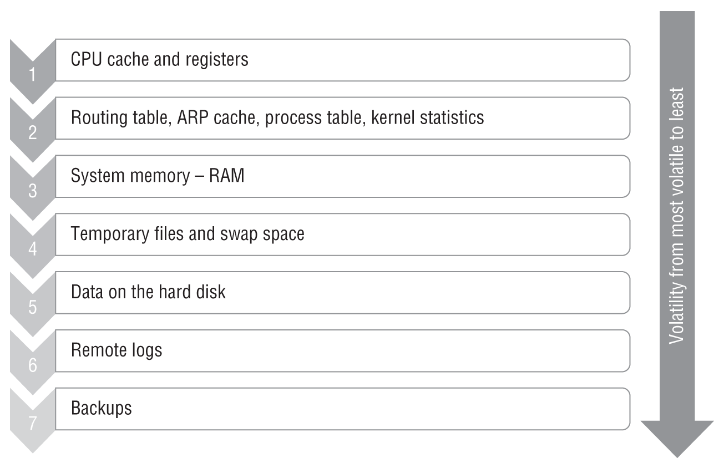 1 CPU cache and registers
2 Routing table, ARP cache, process table, kernel statistics
3 System memory – RAM
4 Temporary files and swap space
5 Data on the hard disk
6 Remote logs
7 Backups
Volatility from most volatile to least